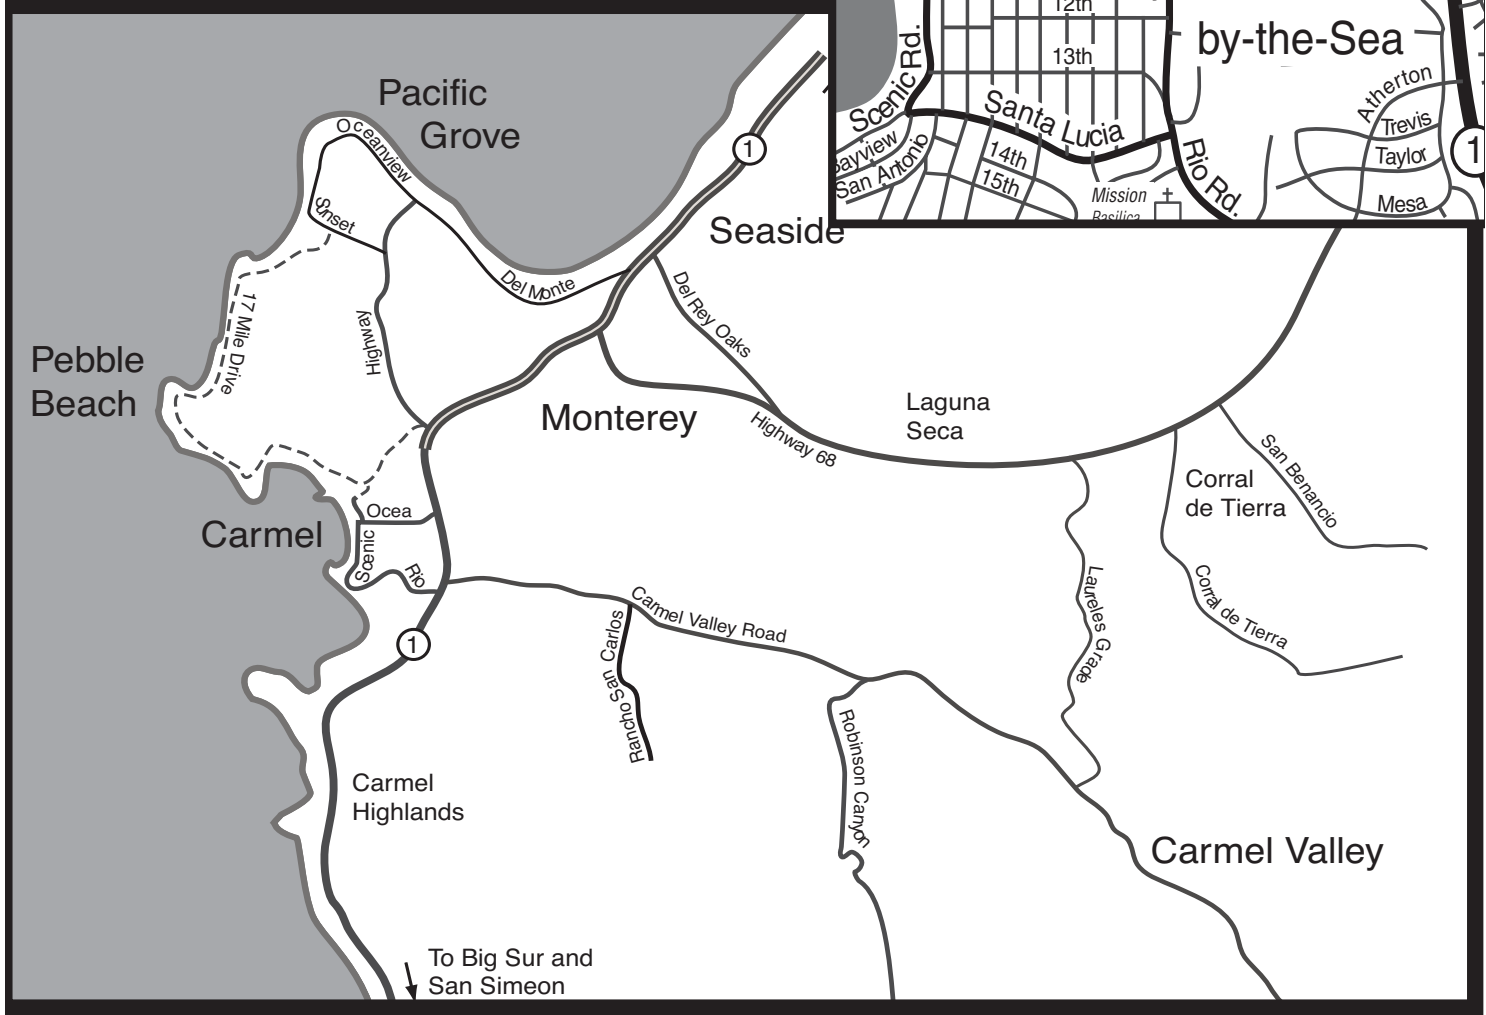 12th
by-the-Sea
13th
Scenic Rd.
Santa Lucia
Atherton
Trevis
Taylor
Mesa
1
Bayview
San Antonio
14th
15th
Rio Rd.
Mission
Basilica
Pacific
Grove
Oceanview
1
Sunset
Seaside
Del Monte
Del Rey Oaks
17 Mile Drive
Highway
Pebble
Beach
Monterey
Highway 68
Laguna
Seca
San Benancio
Corral
de Tierra
Carmel
Ocea
Scenic
Rio
Carmel Valley Road
Laureles Grade
Corral de Tierra
1
Rancho San Carlos
Robinson Canyon
Carmel
Highlands
Carmel Valley
To Big Sur and
San Simeon